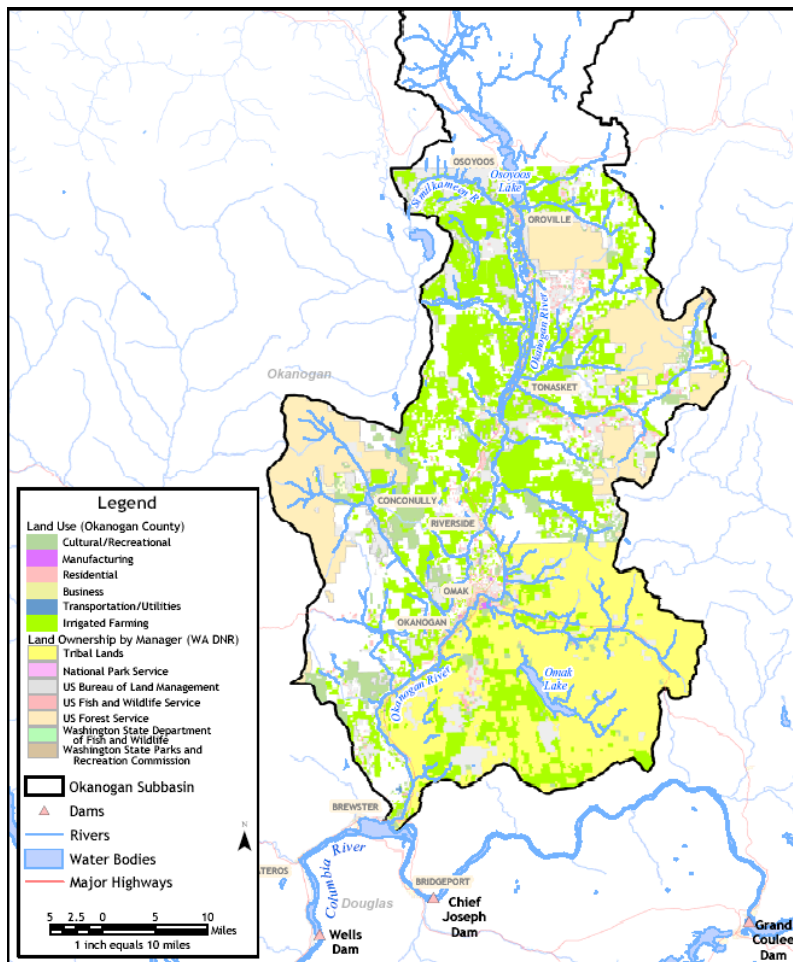 OSOYOOS
Osoyoos
Lake
Similkameen R
OROVILLE
Okanogan River
Okanogan
TONASKET
CONCONULLY
RIVERSIDE
OMAK
OKANOGAN
Omak
Lake
Okanogan River
BREWSTER
Columbia River
ATEROS
BRIDGEPORT
Douglas
Chief
Joseph
Dam
Wells
Dam
Grand
Coulee
Dam
Legend
Land Use (Okanogan County)
Cultural/Recreational
Manufacturing
Residential
Business
Transportation/Utilities
Irrigated Farming
Land Ownership by Manager (WA DNR)
Tribal Lands
National Park Service
US Bureau of Land Management
US Fish and Wildlife Service
US Forest Service
Washington State Department
of Fish and Wildlife
Washington State Parks and
Recreation Commission
Okanogan Subbasin
Dams
Rivers
Water Bodies
Major Highways
N
5 2.5 0 5 10
Miles
1 inch equals 10 miles